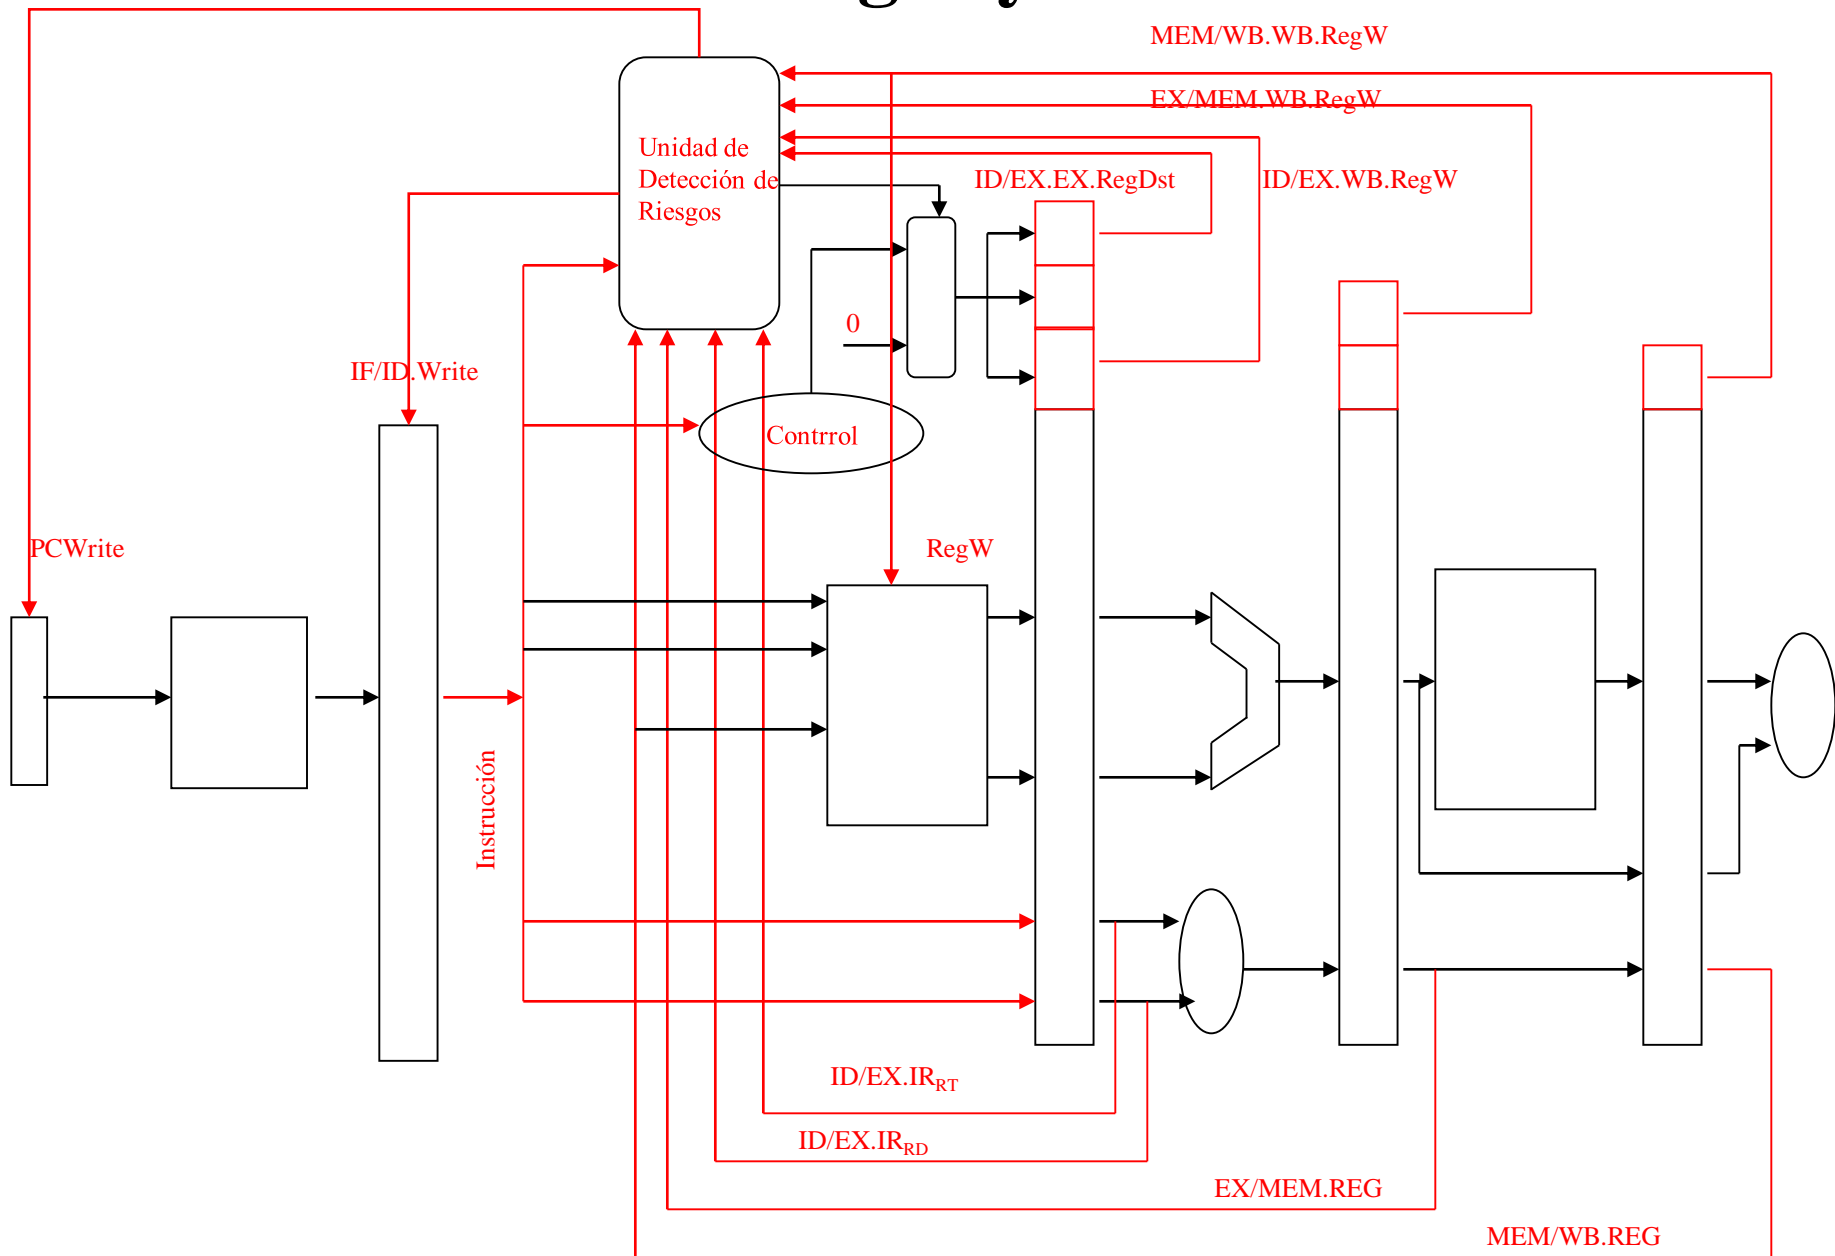 MEM/WB.WB.RegW
EX/MEM.WB.RegW
Unidad de
Detección de
Riesgos
ID/EX.EX.RegDst
ID/EX.WB.RegW
0
IF/ID.Write
Contrrol
PCWrite
RegW
Instrucción
ID/EX.IRRT
ID/EX.IRRD
EX/MEM.REG
MEM/WB.REG